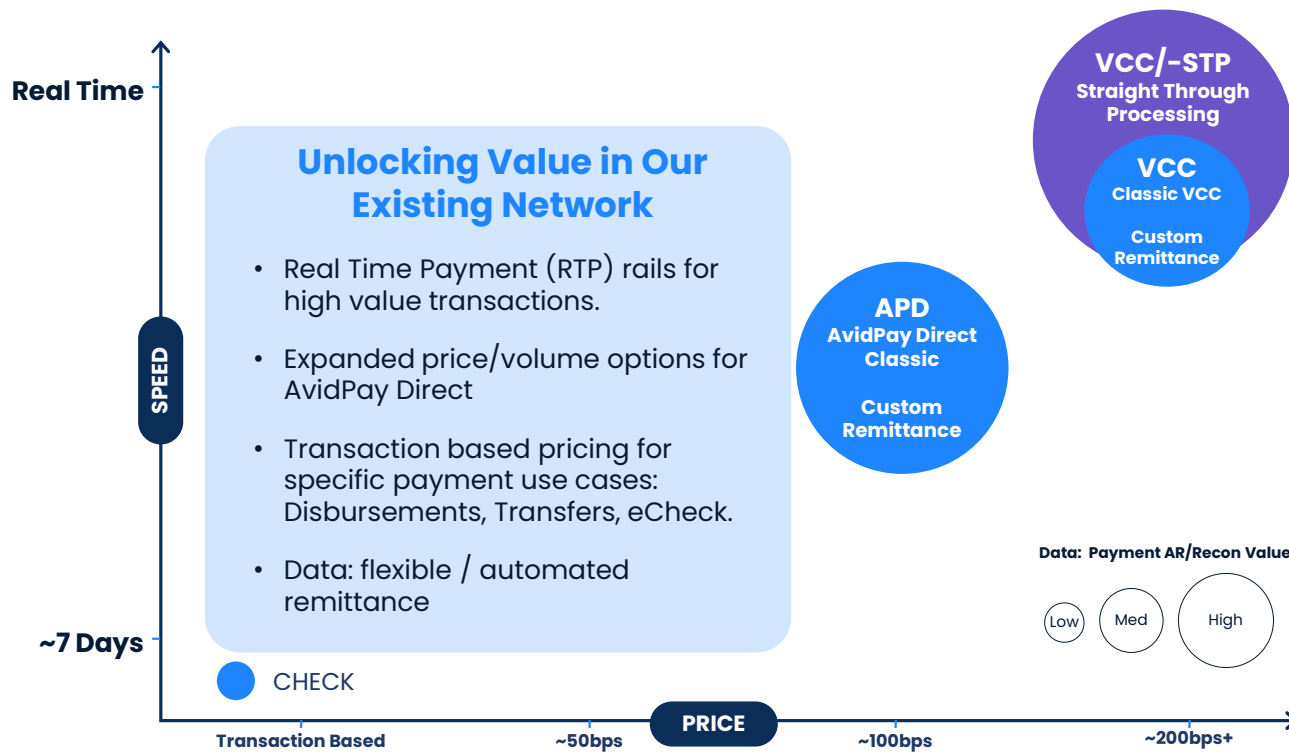 Real Time
SPEED
~7 Days
Unlocking Value in Our
Existing Network
• Real Time Payment (RTP) rails for
high value transactions.
• Expanded price/volume options for
AvidPay Direct
• Transaction based pricing for
specific payment use cases:
Disbursements, Transfers, eCheck.
• Data: flexible / automated
remittance
CHECK
APD
AvidPay Direct
Classic
Custom
Remittance
VCC/-STP
Straight Through
Processing
VCC
Classic VCC
Custom
Remittance
Data: Payment AR/Recon Value
Low
Med
High
Transaction Based
~50bps
PRICE
~100bps
~200bps+